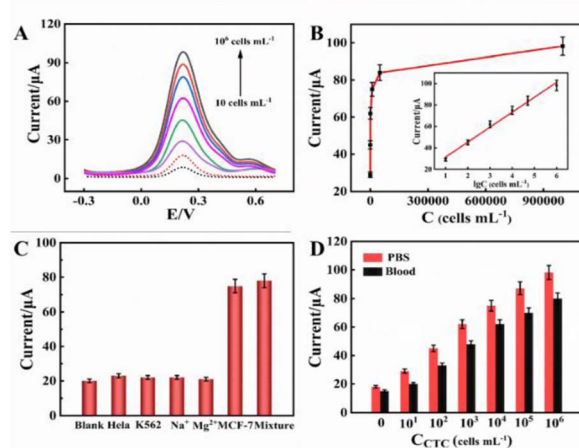 A
120
90
60
30
0
Current/μA
10⁶ cells mL⁻¹
10 cells mL⁻¹
-0.3
0.0
0.3
0.6
E/V
B
100
80
60
40
20
Current/μA
0
300000
600000
900000
C (cells mL⁻¹)
100
80
60
40
20
Current/μA
1
2
3
4
5
6
lgC (cells mL⁻¹)
C
100
80
60
40
20
0
Current/μA
Blank Hela K562 Na⁺ Mg²⁺ MCF-7 Mixture
D
120
100
80
60
40
20
0
Current/μA
PBS
Blood
0 10¹ 10² 10³ 10⁴ 10⁵ 10⁶
C_CTC (cells mL⁻¹)